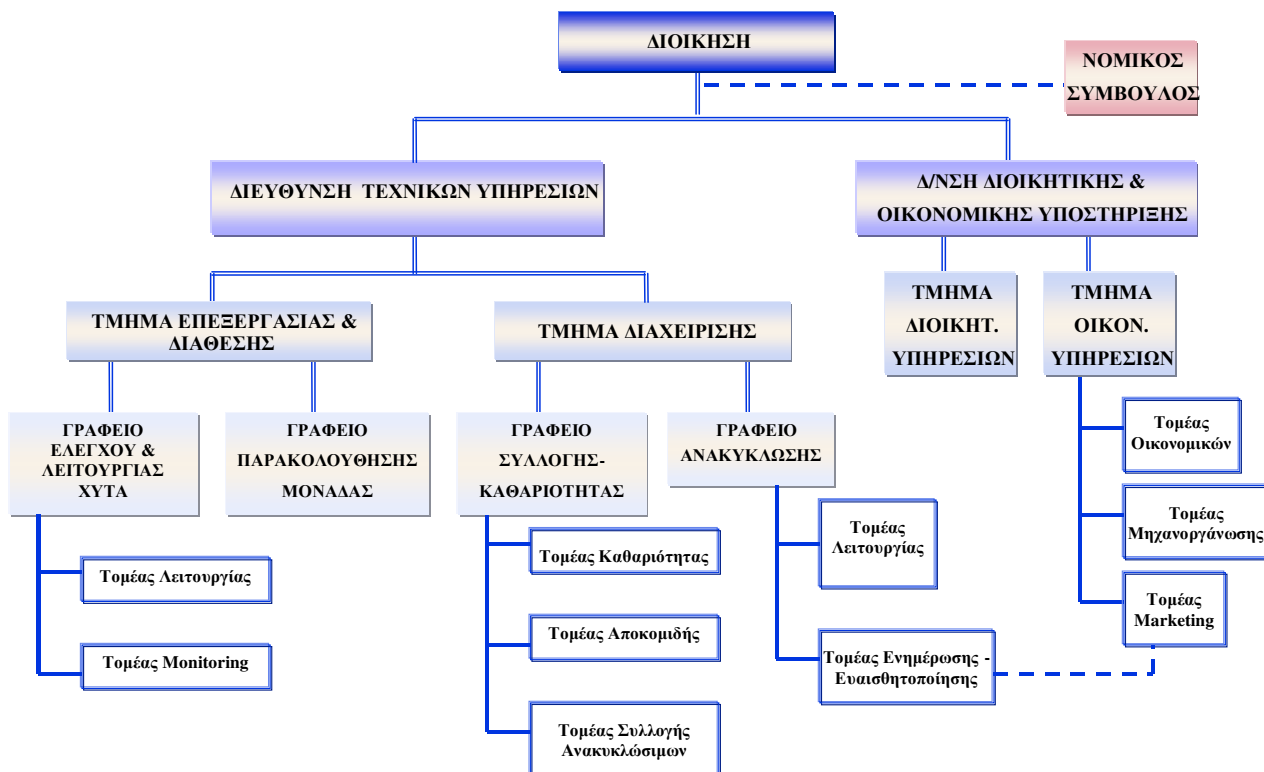 ΔΙΟΙΚΗΣΗ
ΝΟΜΙΚΟΣ
ΣΥΜΒΟΥΛΟΣ
ΔΙΕΥΘΥΝΣΗ ΤΕΧΝΙΚΩΝ ΥΠΗΡΕΣΙΩΝ
Δ/ΝΣΗ ΔΙΟΙΚΗΤΙΚΗΣ &
ΟΙΚΟΝΟΜΙΚΗΣ ΥΠΟΣΤΗΡΙΞΗΣ
ΤΜΗΜΑ ΕΠΕΞΕΡΓΑΣΙΑΣ &
ΔΙΑΘΕΣΗΣ
ΤΜΗΜΑ ΔΙΑΧΕΙΡΙΣΗΣ
ΤΜΗΜΑ
ΔΙΟΙΚΗΤ.
ΥΠΗΡΕΣΙΩΝ
ΤΜΗΜΑ
ΟΙΚΟΝ.
ΥΠΗΡΕΣΙΩΝ
ΓΡΑΦΕΙΟ
ΕΛΕΓΧΟΥ &
ΛΕΙΤΟΥΡΓΙΑΣ
ΧΥΤΑ
ΓΡΑΦΕΙΟ
ΠΑΡΑΚΟΛΟΥΘΗΣΗΣ
ΜΟΝΑΔΑΣ
ΓΡΑΦΕΙΟ
ΣΥΛΛΟΓΗΣ-
ΚΑΘΑΡΙΟΤΗΤΑΣ
ΓΡΑΦΕΙΟ
ΑΝΑΚΥΚΛΩΣΗΣ
Τομέας
Οικονομικών
Τομέας
Μηχανοργάνωσης
Τομέας
Marketing
Τομέας Λειτουργίας
Τομέας Monitoring
Τομέας Καθαριότητας
Τομέας Αποκομιδής
Τομέας Συλλογής
Ανακυκλώσιμων
Τομέας
Λειτουργίας
Τομέας Ενημέρωσης -
Ευαισθητοποίησης